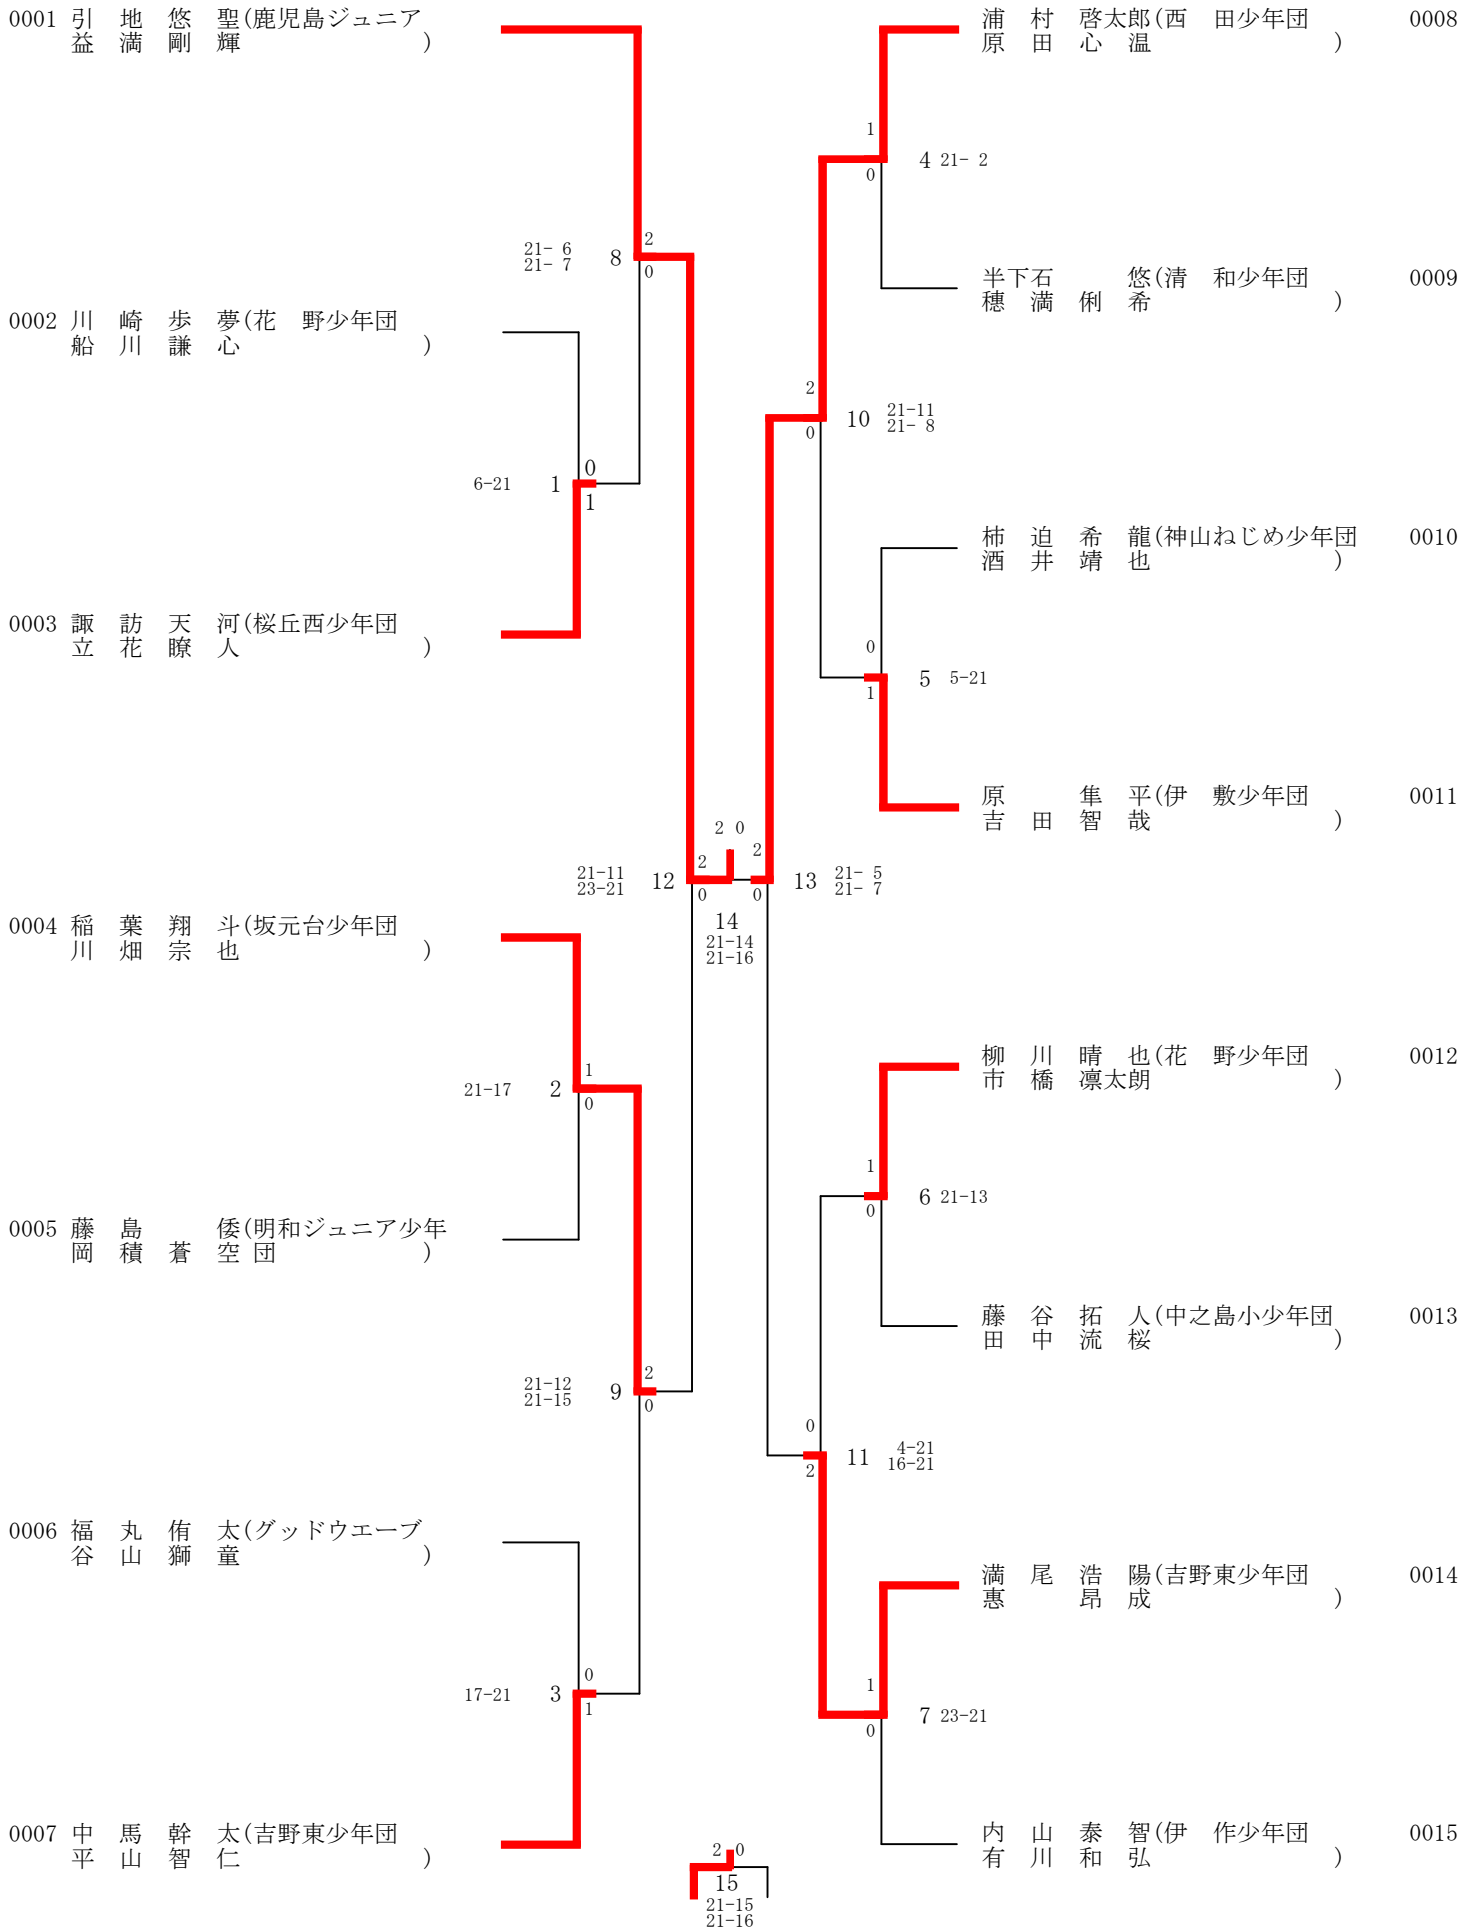 0001 引 地 悠 聖(鹿児島ジュニア
益 満 剛 輝 )
21- 6
21- 7
8
2
0
0002 川 崎 歩 夢(花 野少年団
船 川 謙 心 )
6-21
1
0
1
0003 諏 訪 天 河(桜丘西少年団
立 花 瞭 人 )
21-11
23-21
12
2
0
0004 稲 葉 翔 斗(坂元台少年団
川 畑 宗 也 )
21-17
2
1
0
0005 藤 島 倭(明和ジュニア少年
岡 積 蒼 空 団 )
21-12
21-15
9
2
0
0006 福 丸 侑 太(グッドウエーブ
谷 山 獅 童 )
17-21
3
0
1
0007 中 馬 幹 太(吉野東少年団
平 山 智 仁 )
2 0
14
21-14
21-16
2 0
15
21-15
21-16
浦 村 啓太郎(西 田少年団 0008
原 田 心 温 )
1
0
4 21- 2
半下石 悠(清 和少年団 0009
穂 満 俐 希 )
2
0
10
21-11
21- 8
柿 迫 希 龍(神山ねじめ少年団 0010
酒 井 靖 也 )
0
1
5 5-21
原 隼 平(伊 敷少年団 0011
吉 田 智 哉 )
2
0
13
21- 5
21- 7
柳 川 晴 也(花 野少年団 0012
市 橋 凛太朗 )
1
0
6 21-13
藤 谷 拓 人(中之島小少年団 0013
田 中 流 桜 )
0
2
11
4-21
16-21
満 尾 浩 陽(吉野東少年団 0014
惠 昂 成 )
1
0
7 23-21
内 山 泰 智(伊 作少年団 0015
有 川 和 弘 )